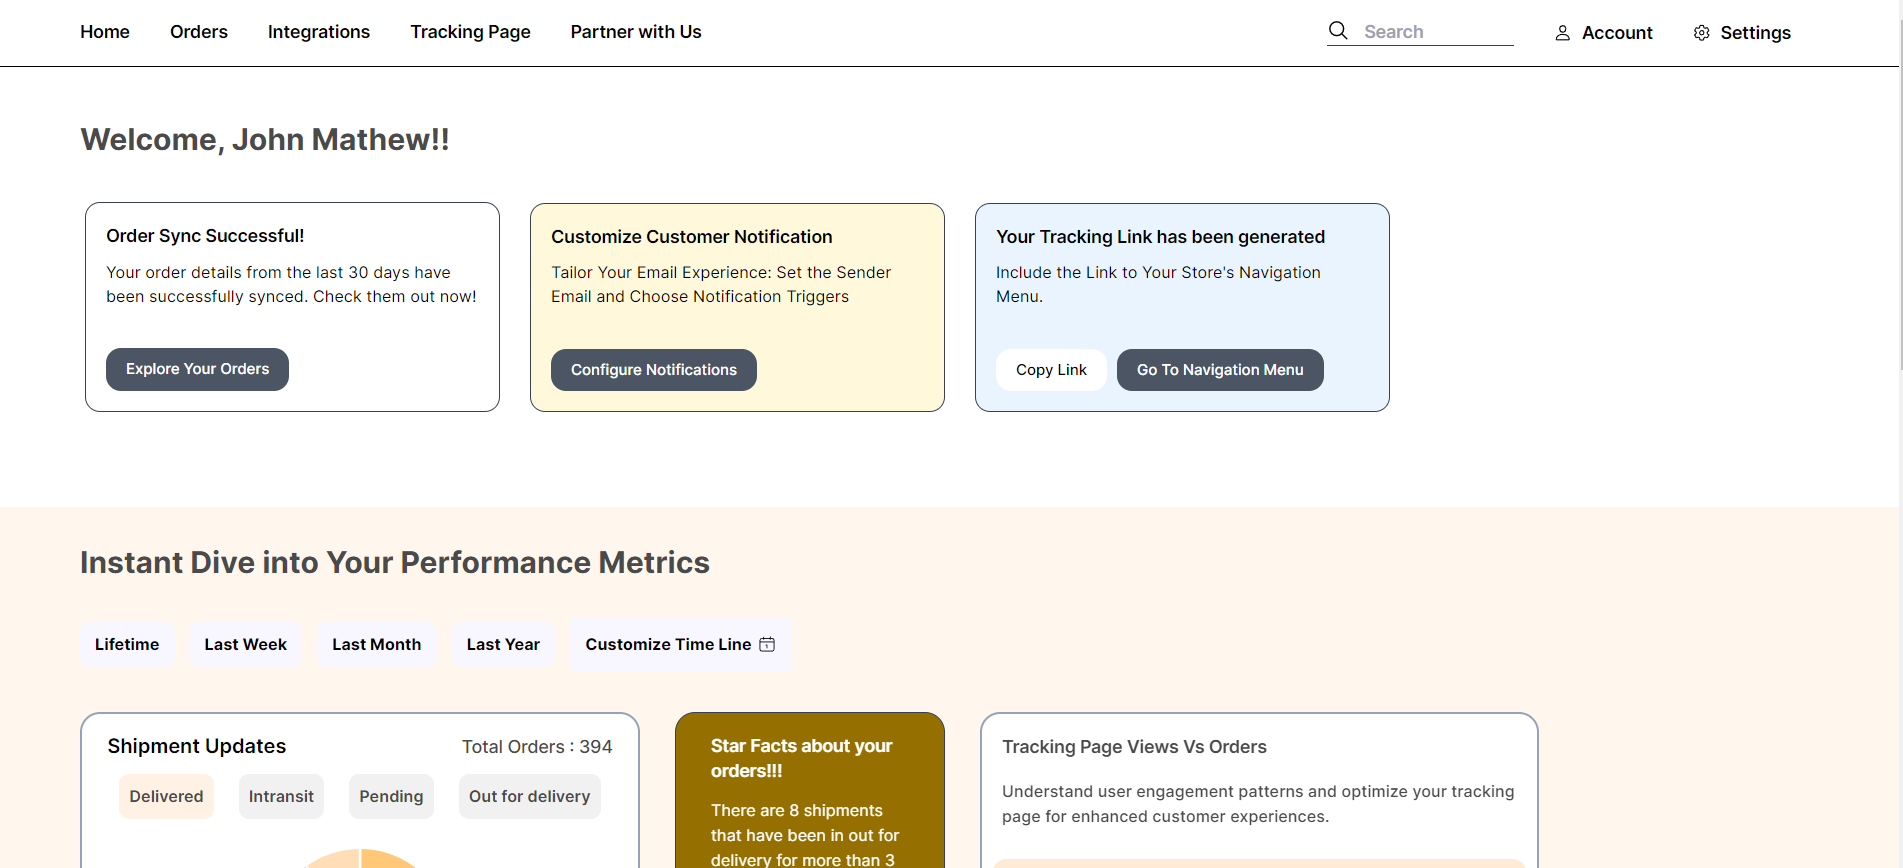 Home Orders Integrations Tracking Page Partner with Us Search Account Settings
Welcome, John Mathew!!
Order Sync Successful!
Your order details from the last 30 days have
been successfully synced. Check them out now!
Explore Your Orders
Customize Customer Notification
Tailor Your Email Experience: Set the Sender
Email and Choose Notification Triggers
Configure Notifications
Your Tracking Link has been generated
Include the Link to Your Store's Navigation
Menu.
Copy Link Go To Navigation Menu
Instant Dive into Your Performance Metrics
Lifetime Last Week Last Month Last Year Customize Time Line
Shipment Updates Total Orders : 394
Delivered Intransit Pending Out for delivery
Star Facts about your
orders!!!
There are 8 shipments
that have been in out for
delivery for more than 3
Tracking Page Views Vs Orders
Understand user engagement patterns and optimize your tracking
page for enhanced customer experiences.